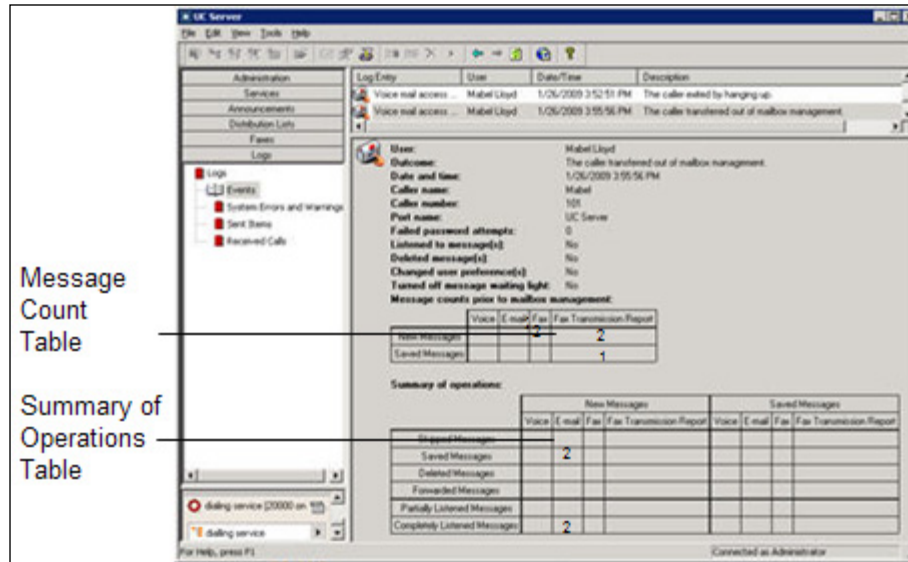 UC Server
File Edit View Tools Help
Administration
Services
Announcements
Distribution Lists
Faxes
Logs
Logs
Events
System Errors and Warnings
Sent Items
Received Calls
Log Entry User Date/Time Description
Voice mail access ... Mabel Lloyd 1/26/2009 3:52:51 PM The caller exited by hanging up.
Voice mail access ... Mabel Lloyd 1/26/2009 3:55:56 PM The caller transferred out of mailbox management.
User: Mabel Lloyd
Outcome: The caller transferred out of mailbox management.
Date and time: 1/26/2009 3:55:56 PM
Caller name: Mabel
Caller number: 101
Port name: UC Server
Failed password attempts: 0
Listened to message(s): No
Deleted message(s): No
Changed user preference(s): No
Turned off message waiting light: No
Message counts prior to mailbox management:
Voice E-mail Fax Fax Transmission Report
New Messages 2
Saved Messages 1
Message
Count
Table
Summary of operations:
New Messages Saved Messages
Voice E-mail Fax Fax Transmission Report Voice E-mail Fax Fax Transmission Report
Skipped Messages
Saved Messages 2
Deleted Messages
Forwarded Messages
Partially Listened Messages
Completely Listened Messages 2
Summary of
Operations
Table
dialing service [20000 on
dialling service
For Help, press F1 Connected as Administrator